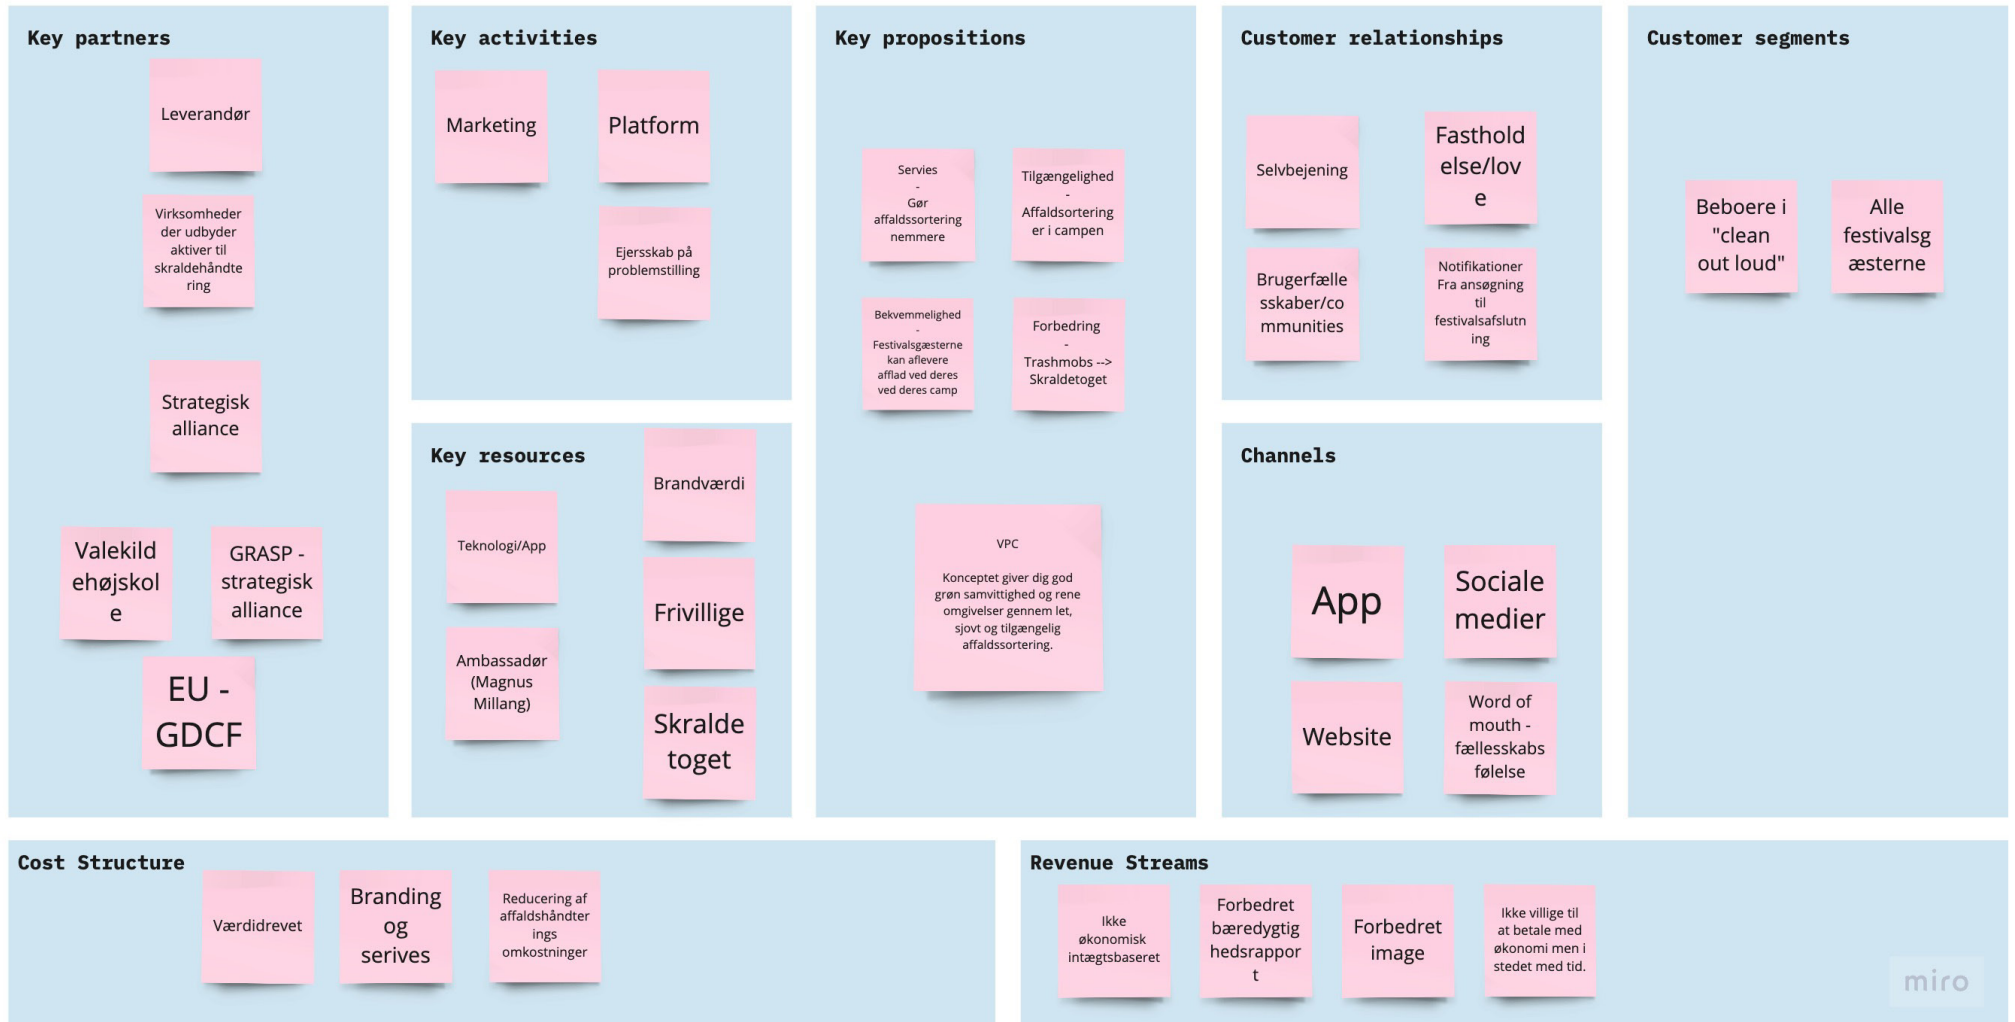 Key partners
Leverandør
Virksomheder
der udbyder
aktiver til
skraldehåndte
ring
Strategisk
alliance
Valekild
ehøjskol
e
GRASP -
strategisk
alliance
EU -
GDCF
Key activities
Marketing
Platform
Ejersskab på
problemstilling
Key resources
Brandværdi
Teknologi/App
Frivillige
Ambassadør
(Magnus
Millang)
Skralde
toget
Key propositions
Servies
-
Gør
affaldssortering
nemmere
Tilgængelighed
-
Affaldsortering
er i campen
Bekvemmelighed
-
Festivalsgæsterne
kan aflevere
afflad ved deres
ved deres camp
Forbedring
-
Trashmobs -->
Skraldetoget
VPC
Konceptet giver dig god
grøn samvittighed og rene
omgivelser gennem let,
sjovt og tilgængelig
affaldssortering.
Customer relationships
Selvbejening
Fasthold
else/lov
e
Brugerfælle
sskaber/co
mmunities
Notifikationer
Fra ansøgning
til
festivalsafslutn
ing
Channels
App
Sociale
medier
Website
Word of
mouth -
fællesskabs
følelse
Customer segments
Beboere i
"clean
out loud"
Alle
festivalsg
æsterne
Cost Structure
Værdidrevet
Branding
og
serives
Reducering af
affaldshåndter
ings
omkostninger
Revenue Streams
Ikke
økonomisk
intægtsbaseret
Forbedret
bæredygtig
hedsrappor
t
Forbedret
image
Ikke villige til
at betale med
økonomi men i
stedet med tid.
miro